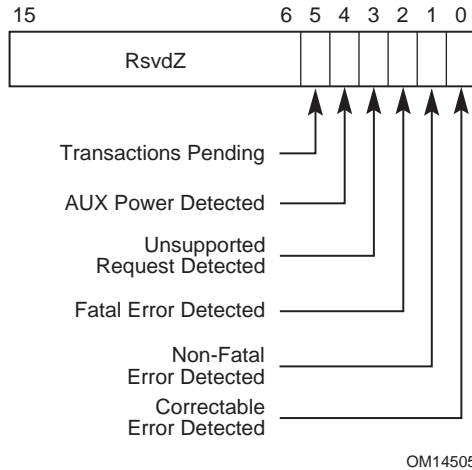 15 6 5 4 3 2 1 0
RsvdZ
Transactions Pending
AUX Power Detected
Unsupported
Request Detected
Fatal Error Detected
Non-Fatal
Error Detected
Correctable
Error Detected
OM14505